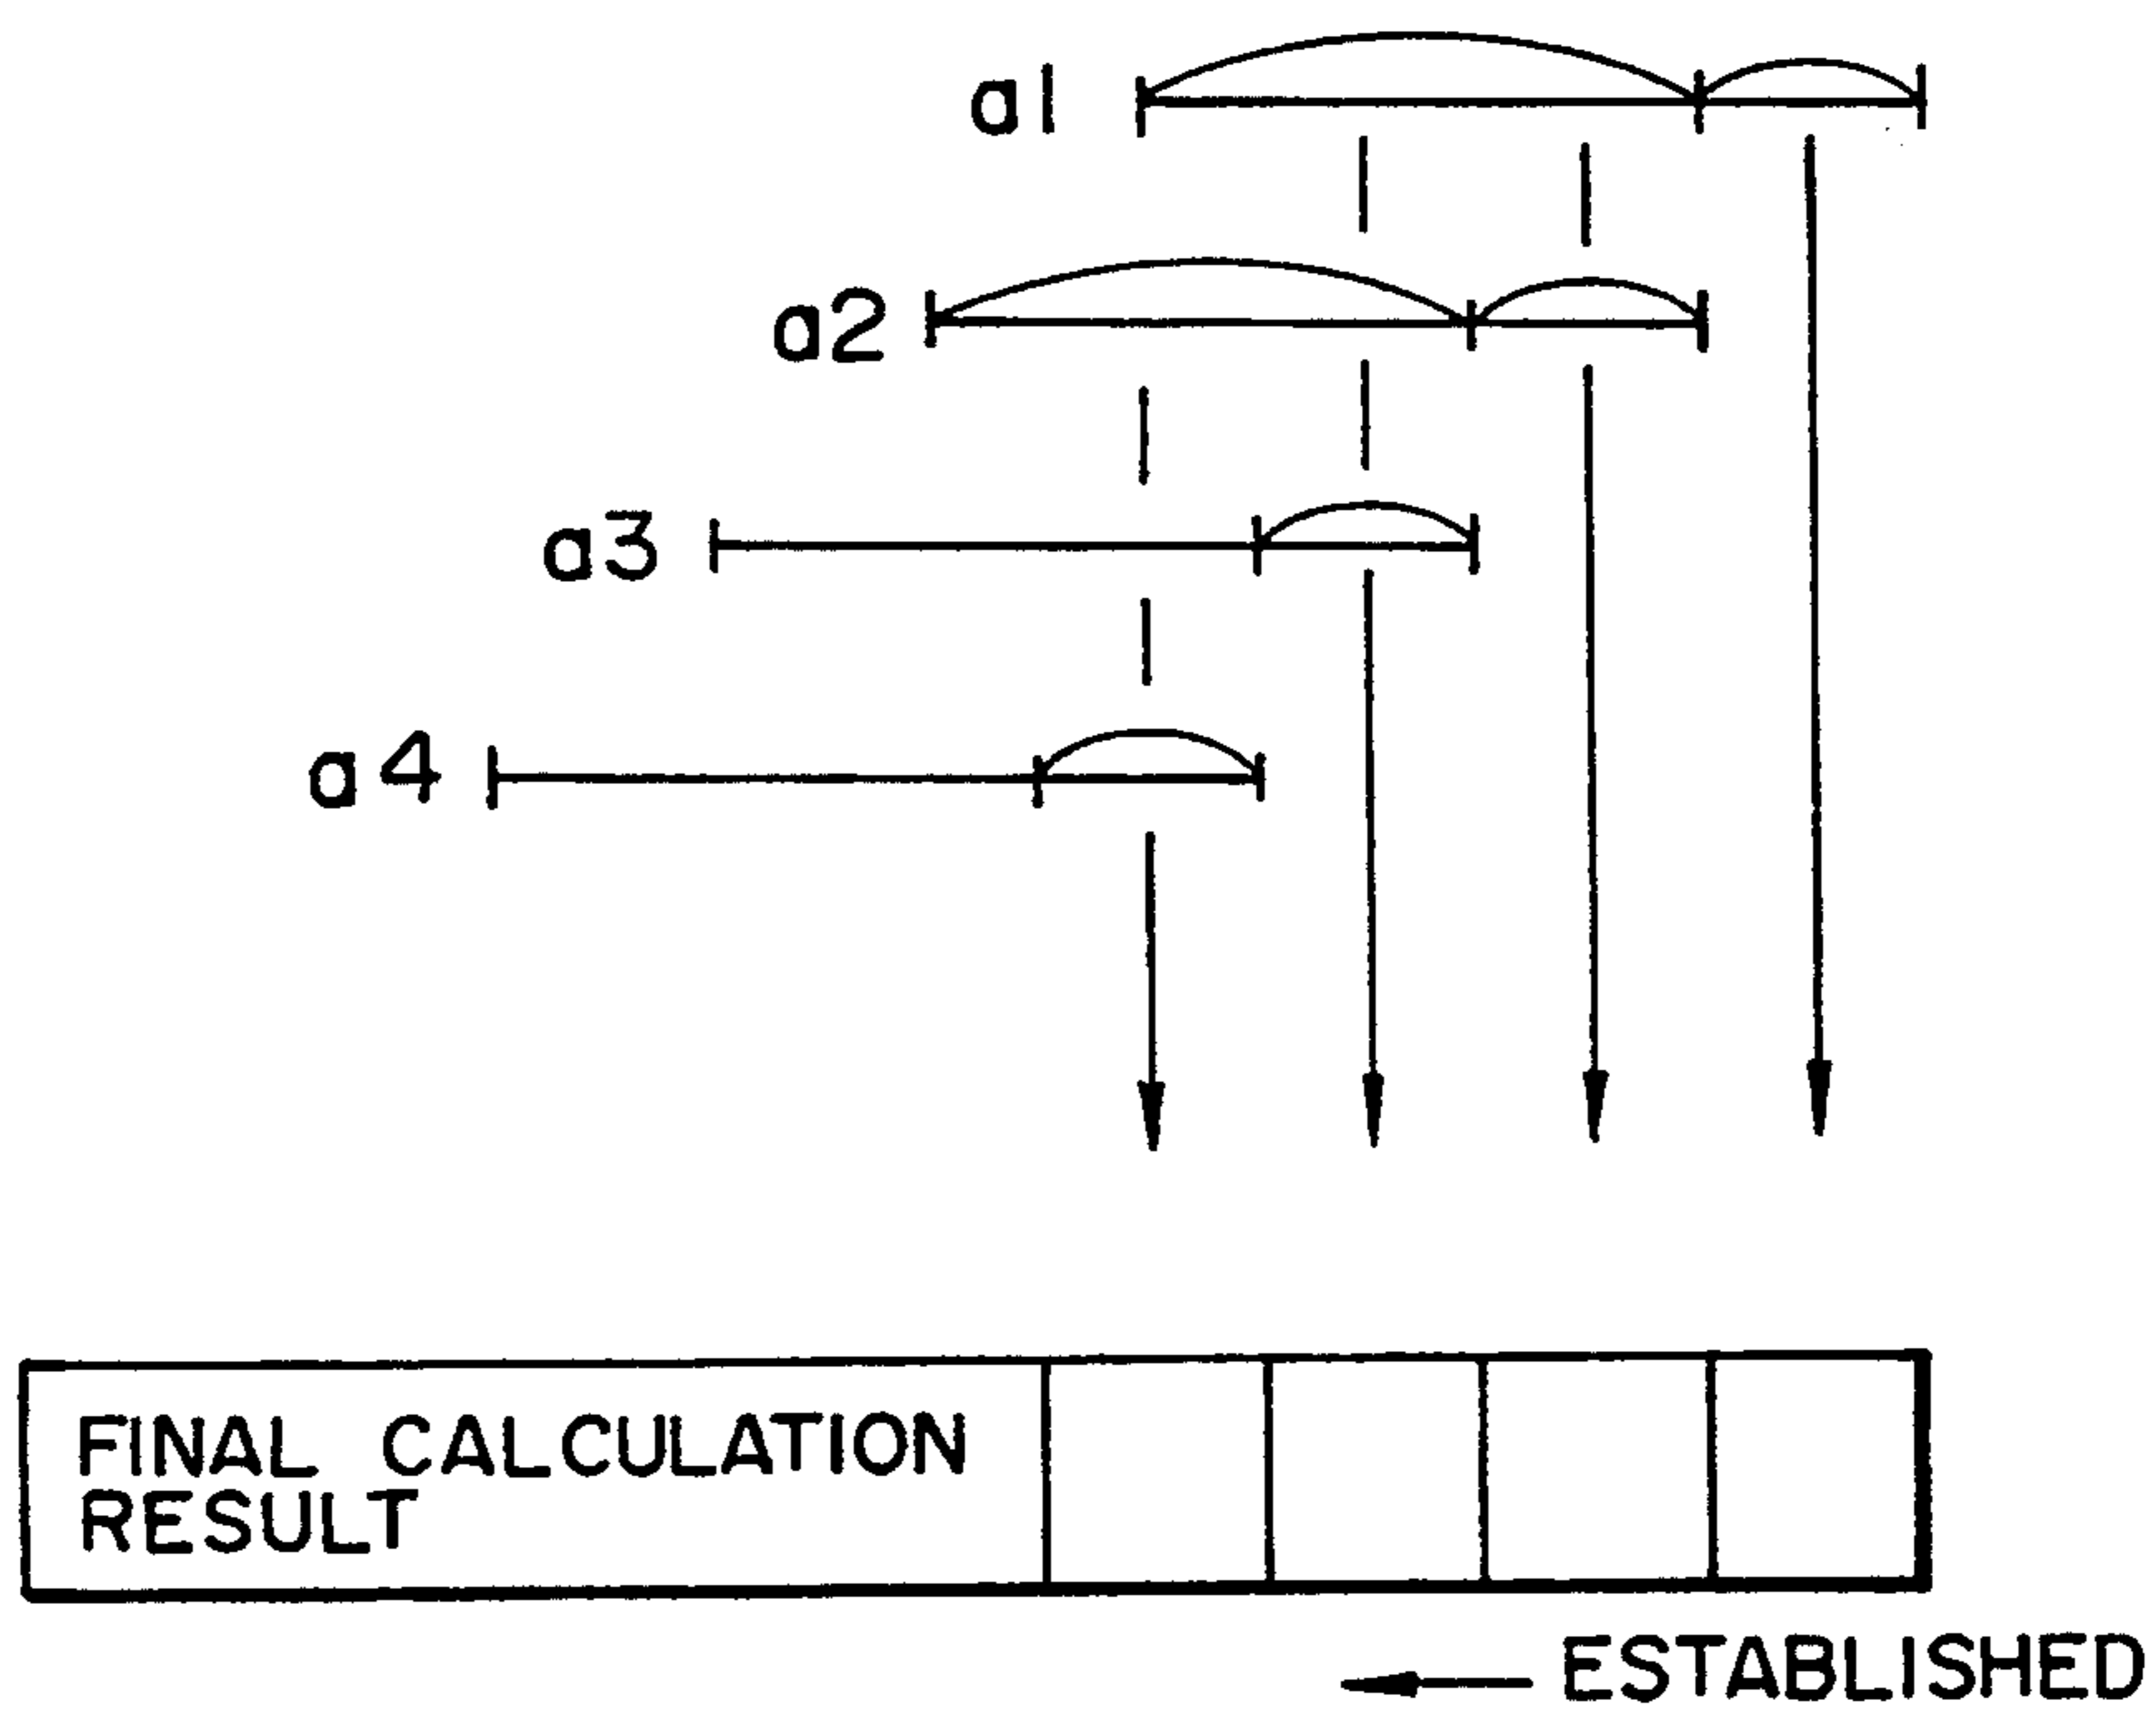 a1
a2
a3
a4
FINAL CALCULATION
RESULT
ESTABLISHED